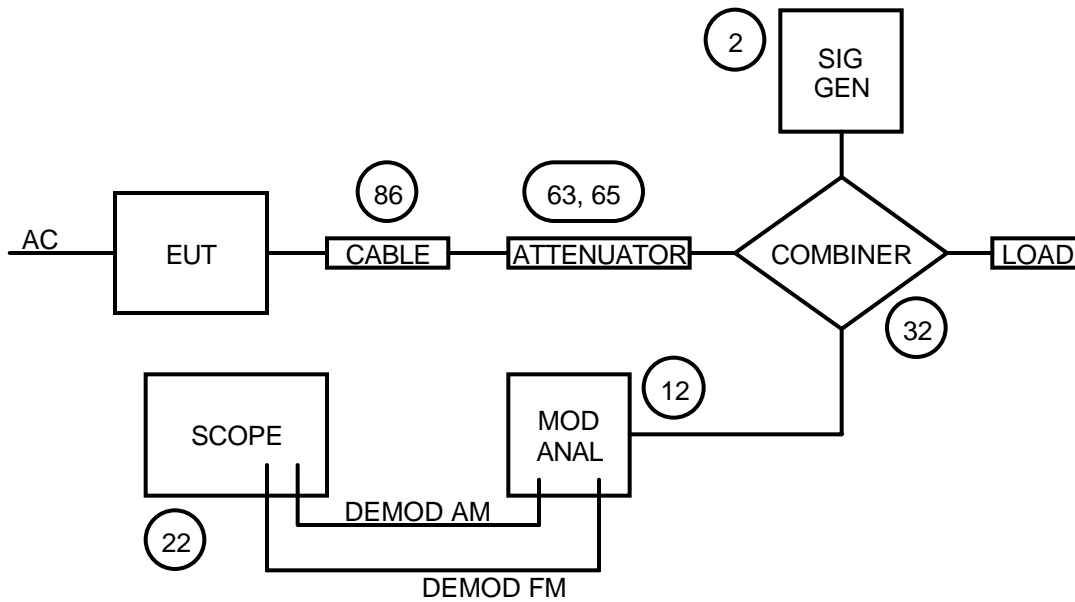 2
SIG
GEN
86
63, 65
AC
EUT
CABLE
ATTENUATOR
COMBINER
LOAD
32
12
SCOPE
MOD
ANAL
DEMOD AM
22
DEMOD FM